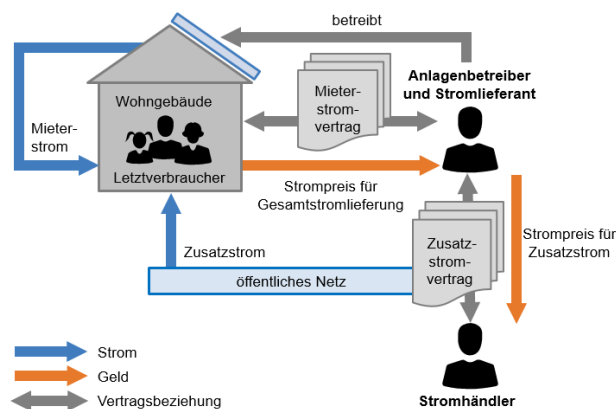 betreibt
Anlagenbetreiber
und Stromlieferant
Wohngebäude
Mieter-
strom-
vertrag
Mieter-
strom
Letztverbraucher
Strompreis für
Gesamtstromlieferung
Strompreis für
Zusatzstrom
Zusatzstrom
Zusatz-
strom-
vertrag
öffentliches Netz
Strom
Geld
Vertragsbeziehung
Stromhändler